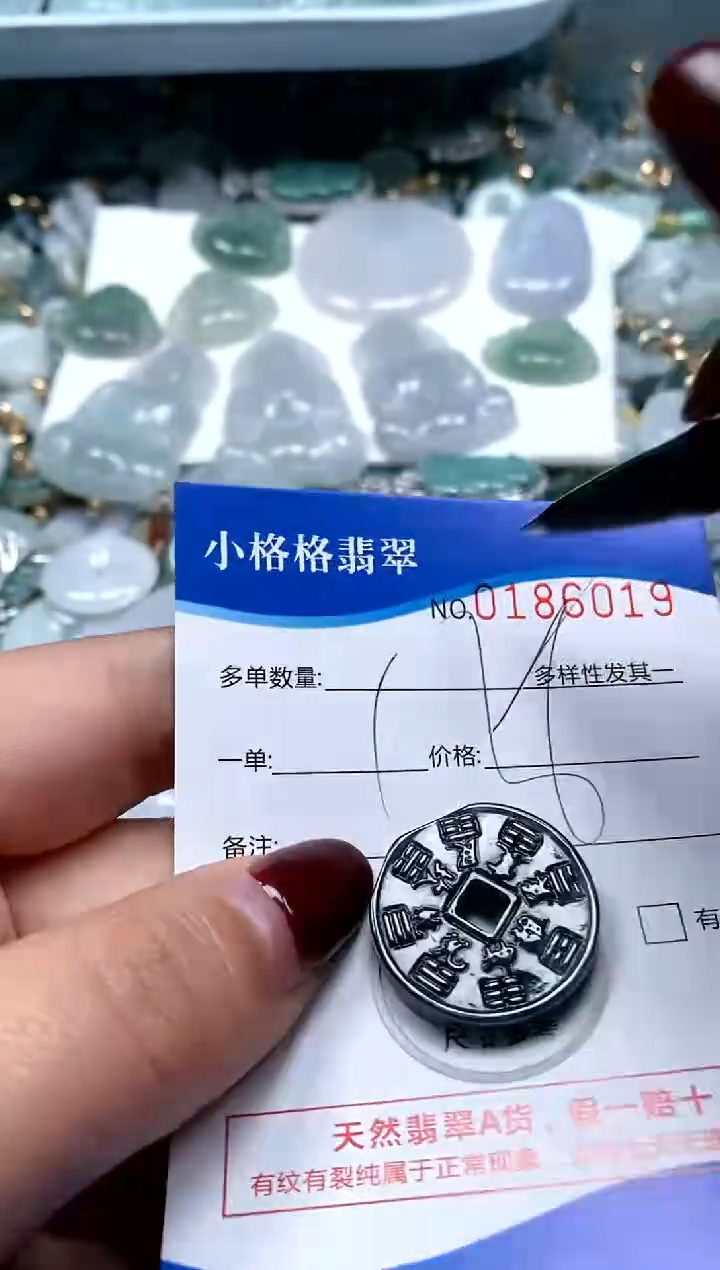 小格格翡翠
NO.0186019
多单数量: 多样性发其一
一单: 价格:
备注:
有
天然翡翠A货，假一赔十
有纹有裂纯属于正常现象